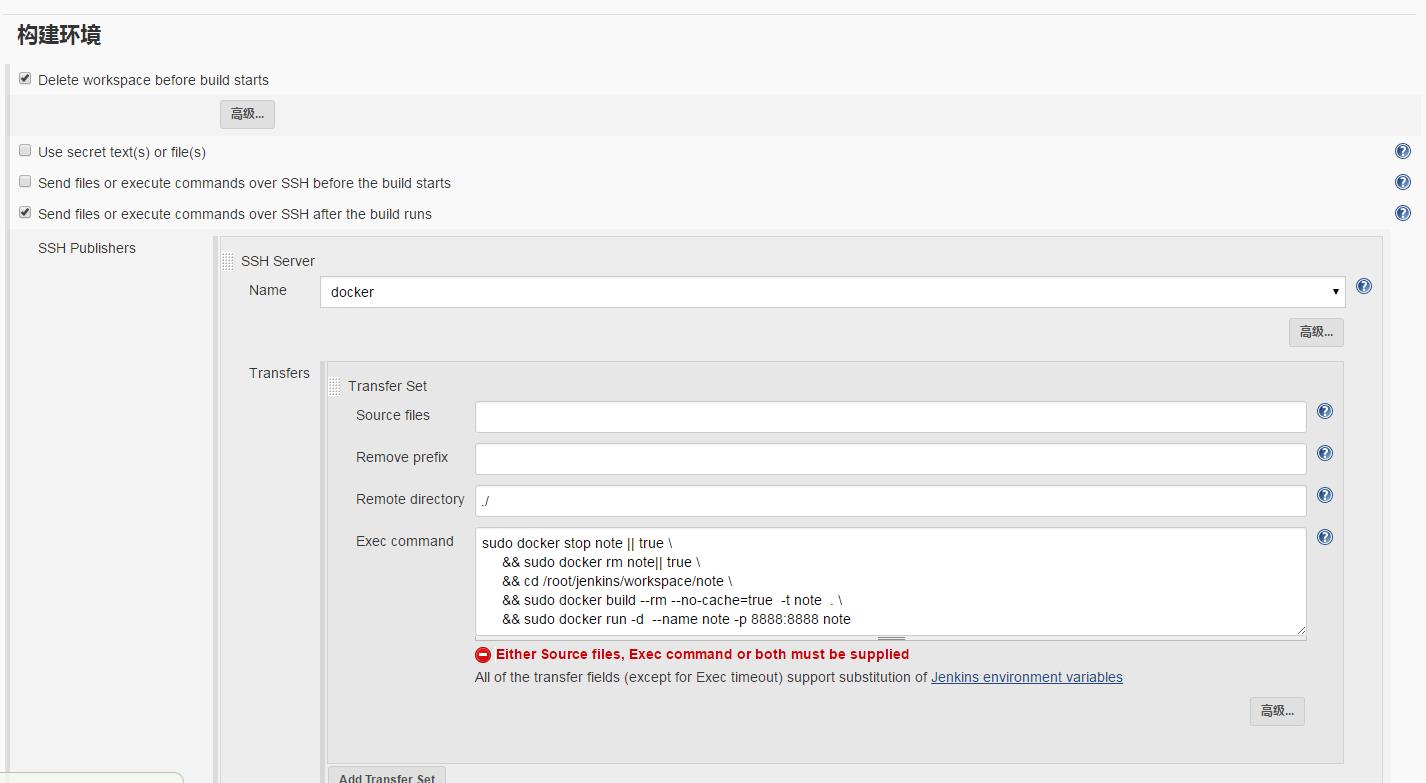 构建环境
Delete workspace before build starts
高级...
Use secret text(s) or file(s)
Send files or execute commands over SSH before the build starts
Send files or execute commands over SSH after the build runs
SSH Publishers
SSH Server
Name
docker
高级...
Transfers
Transfer Set
Source files
Remove prefix
Remote directory
./
Exec command
sudo docker stop note || true \
&& sudo docker rm note|| true \
&& cd /root/jenkins/workspace/note \
&& sudo docker build --rm --no-cache=true  -t note  . \
&& sudo docker run -d  --name note -p 8888:8888 note
Either Source files, Exec command or both must be supplied
All of the transfer fields (except for Exec timeout) support substitution of Jenkins environment variables
高级...
Add Transfer Set